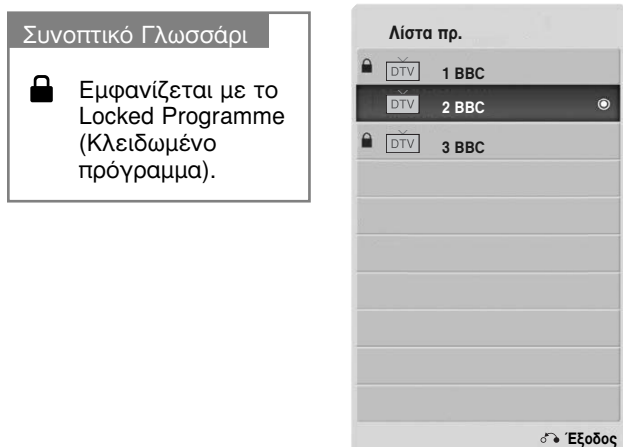 Συνοπτικό Γλωσσάρι
Εμφανίζεται με το
Locked Programme
(Κλειδωμένο
πρόγραμμα).
Λίστα πρ.
DTV 1 BBC
DTV 2 BBC
DTV 3 BBC
Έξοδος